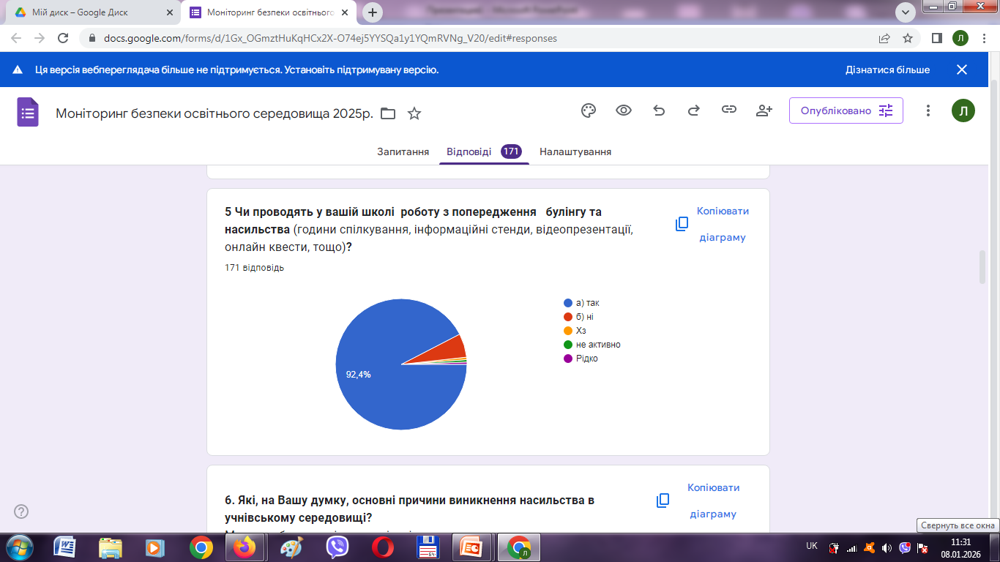 Мій диск – Google Диск
Моніторинг безпеки освітнього
docs.google.com/forms/d/1Gx_OGmztHuKqHCx2X-O74ej5YYSQa1y1YQmRVNg_V20/edit#responses
Л
Ця версія вебпереглядача більше не підтримується. Установіть підтримувану версію.
Дізнатися більше
Моніторинг безпеки освітнього середовища 2025р.
Опубліковано
Л
Запитання
Відповіді 171
Налаштування
5 Чи проводять у вашій школі роботу з попередження булінгу та
насильства (години спілкування, інформаційні стенди, відеопрезентації,
онлайн квести, тощо)?
171 відповідь
Копіювати
діаграму
92,4%
а) так
б) ні
Хз
не активно
Рідко
6. Які, на Вашу думку, основні причини виникнення насильства в
учнівському середовищі?
Копіювати
діаграму
Свернуть все окна
64
Л
UK
11:31
08.01.2026